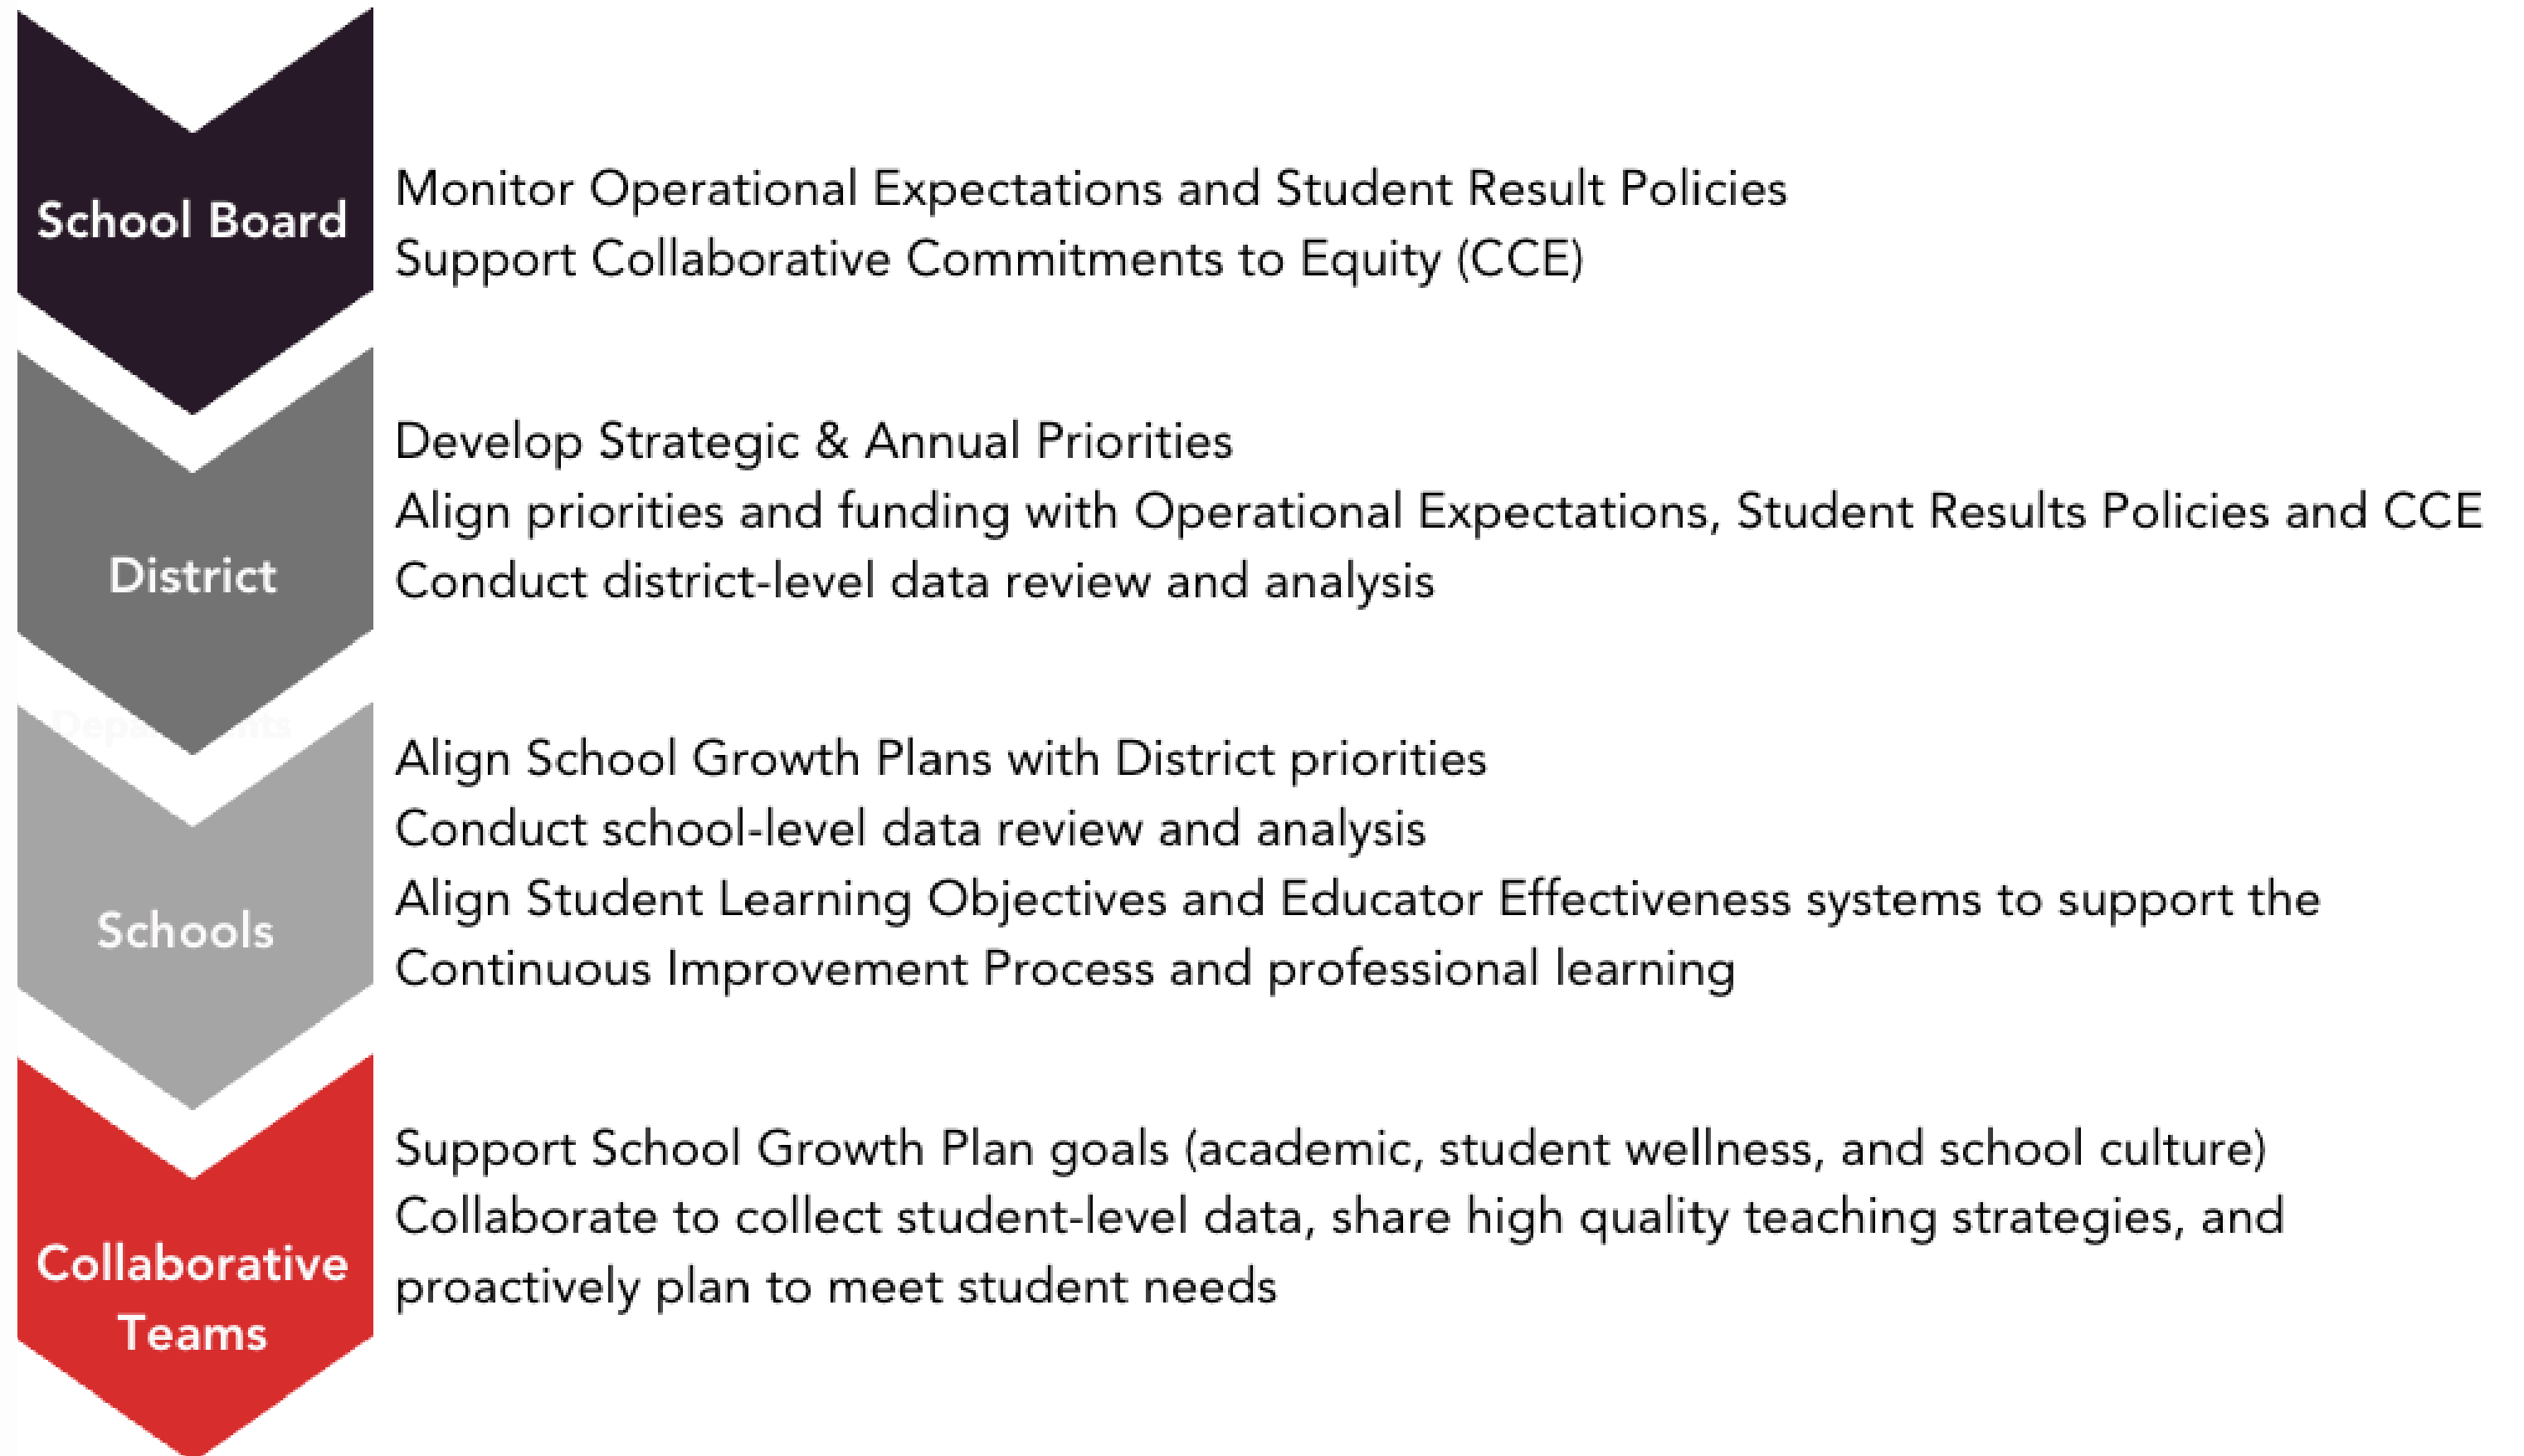 School Board
Monitor Operational Expectations and Student Result Policies
Support Collaborative Commitments to Equity (CCE)
District
Develop Strategic & Annual Priorities
Align priorities and funding with Operational Expectations, Student Results Policies and CCE
Conduct district-level data review and analysis
Schools
Align School Growth Plans with District priorities
Conduct school-level data review and analysis
Align Student Learning Objectives and Educator Effectiveness systems to support the
Continuous Improvement Process and professional learning
Collaborative
Teams
Support School Growth Plan goals (academic, student wellness, and school culture)
Collaborate to collect student-level data, share high quality teaching strategies, and
proactively plan to meet student needs